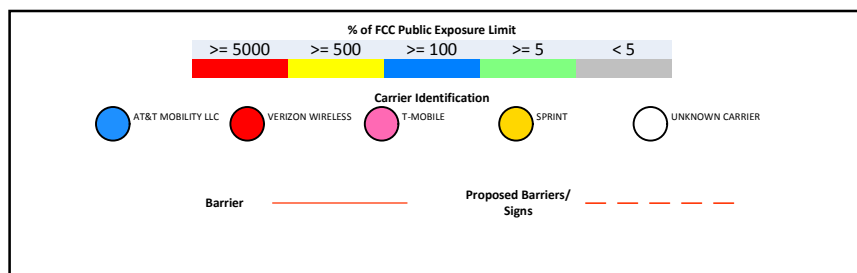 % of FCC Public Exposure Limit
>= 5000 >= 500 >= 100 >= 5 < 5
Carrier Identification
AT&T MOBILITY LLC VERIZON WIRELESS T-MOBILE SPRINT UNKNOWN CARRIER
Barrier
Proposed Barriers/
Signs